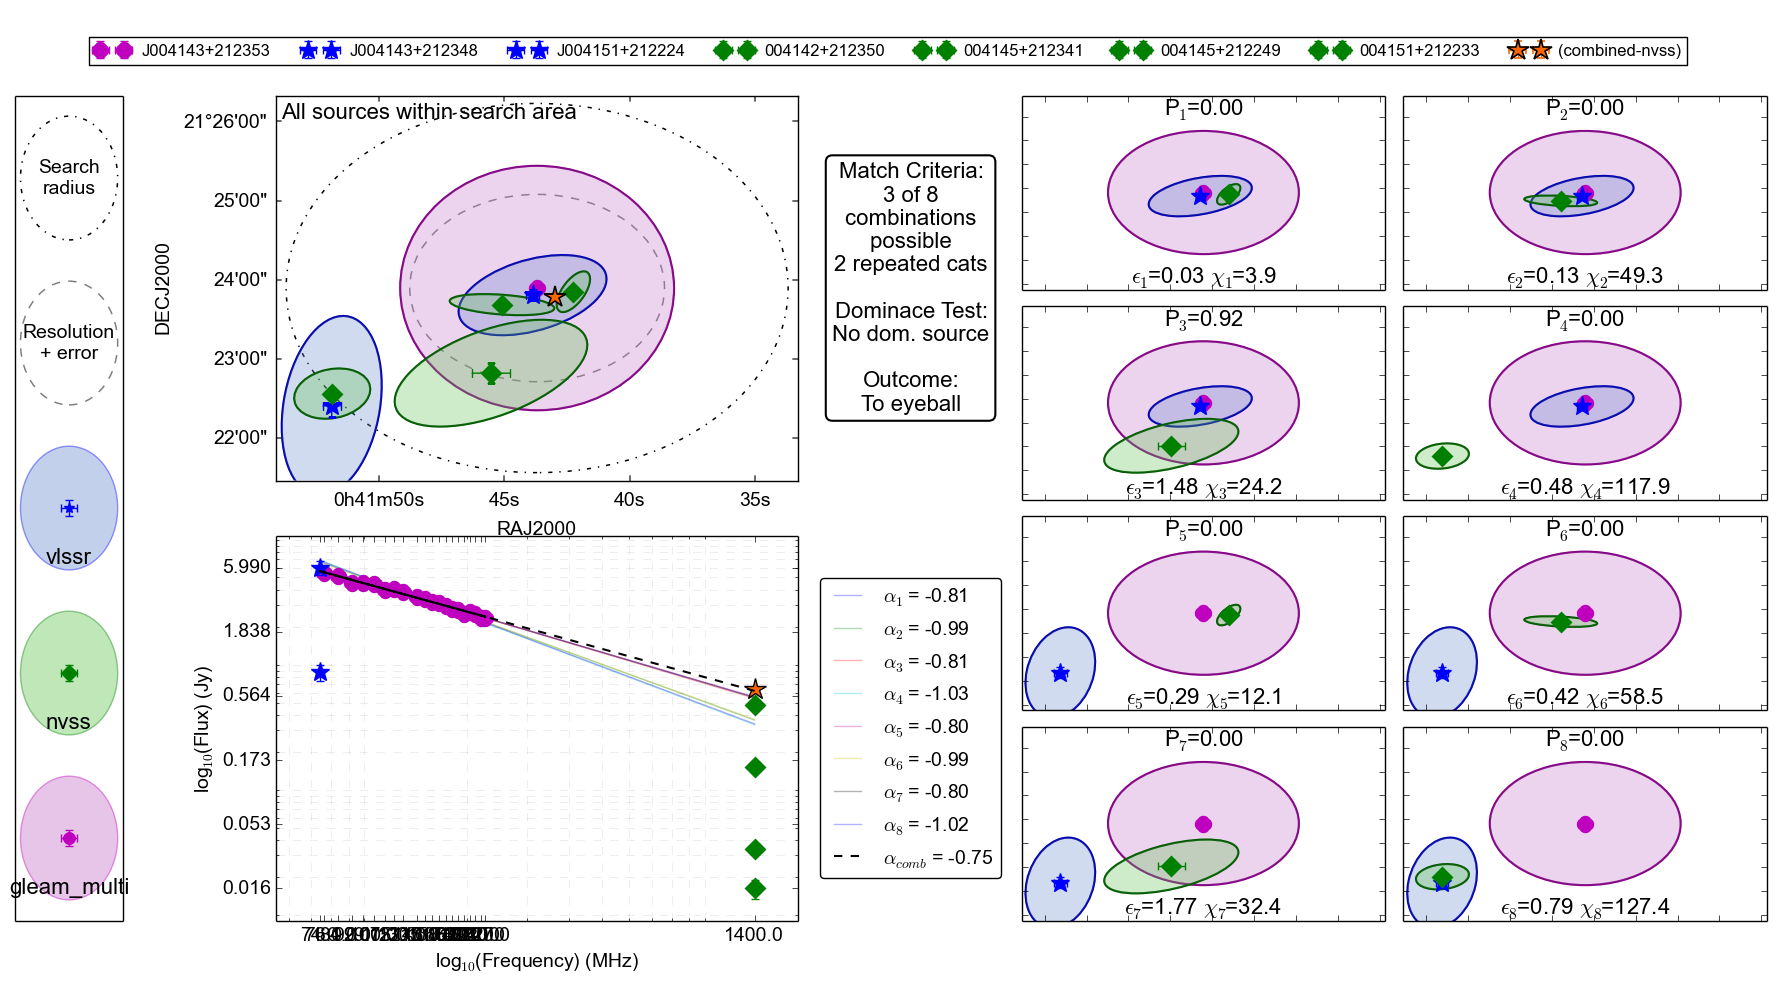 J004143+212353 J004143+212348 J004151+212224 004142+212350 004145+212341 004145+212249 004151+212233 (combined-nvss)
Search
radius
Resolution
+ error
vlssr
nvss
gleam_multi
All sources within search area
21°26'00"
25'00"
24'00"
23'00"
22'00"
DECJ2000
0h41m50s 45s 40s 35s
RAJ2000
Match Criteria:
3 of 8
combinations
possible
2 repeated cats
Dominace Test:
No dom. source
Outcome:
To eyeball
P1=0.00
ϵ1=0.03 χ1=3.9
P2=0.00
ϵ2=0.13 χ2=49.3
P3=0.92
ϵ3=1.48 χ3=24.2
P4=0.00
ϵ4=0.48 χ4=117.9
P5=0.00
ϵ5=0.29 χ5=12.1
P6=0.00
ϵ6=0.42 χ6=58.5
P7=0.00
ϵ7=1.77 χ7=32.4
P8=0.00
ϵ8=0.79 χ8=127.4
5.990
1.838
0.564
0.173
0.053
0.016
log10(Flux) (Jy)
1400.0
log10(Frequency) (MHz)
α1 = -0.81
α2 = -0.99
α3 = -0.81
α4 = -1.03
α5 = -0.80
α6 = -0.99
α7 = -0.80
α8 = -1.02
αcomb = -0.75